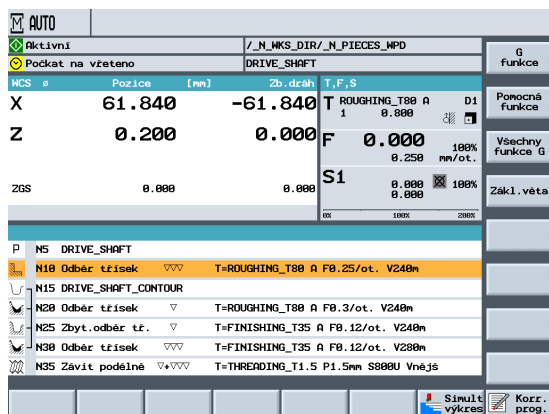 AUTO
Aktivní /_N_WKS_DIR/_N_PIECES_WPD
Počkat na vřeteno DRIVE_SHAFT
G funkce
WCS ø Pozice [mm] Zb.dráh T,F,S
X 61.840 -61.840 T ROUGHING_T80 A D1
1 0.800
Pomocná funkce
Z 0.200 0.000 F 0.000 100%
0.250 mm/ot.
Všechny funkce G
S1 0.000 100%
0.000
ZGS 0.000 0.000
Zákl.věta
0% 100% 200%
P N5 DRIVE_SHAFT
N10 Odběr třísek ▽▽▽ T=ROUGHING_T80 A F0.25/ot. V240m
N15 DRIVE_SHAFT_CONTOUR
N20 Odběr třísek ▽ T=ROUGHING_T80 A F0.3/ot. V240m
N25 Zbyt.odběr tř. ▽ T=FINISHING_T35 A F0.12/ot. V240m
N30 Odběr třísek ▽▽▽ T=FINISHING_T35 A F0.12/ot. V280m
N35 Závit podélně ▽+▽▽▽ T=THREADING_T1.5 P1.5mm S800U Vnějš
Simult výkres
Korr. prog.